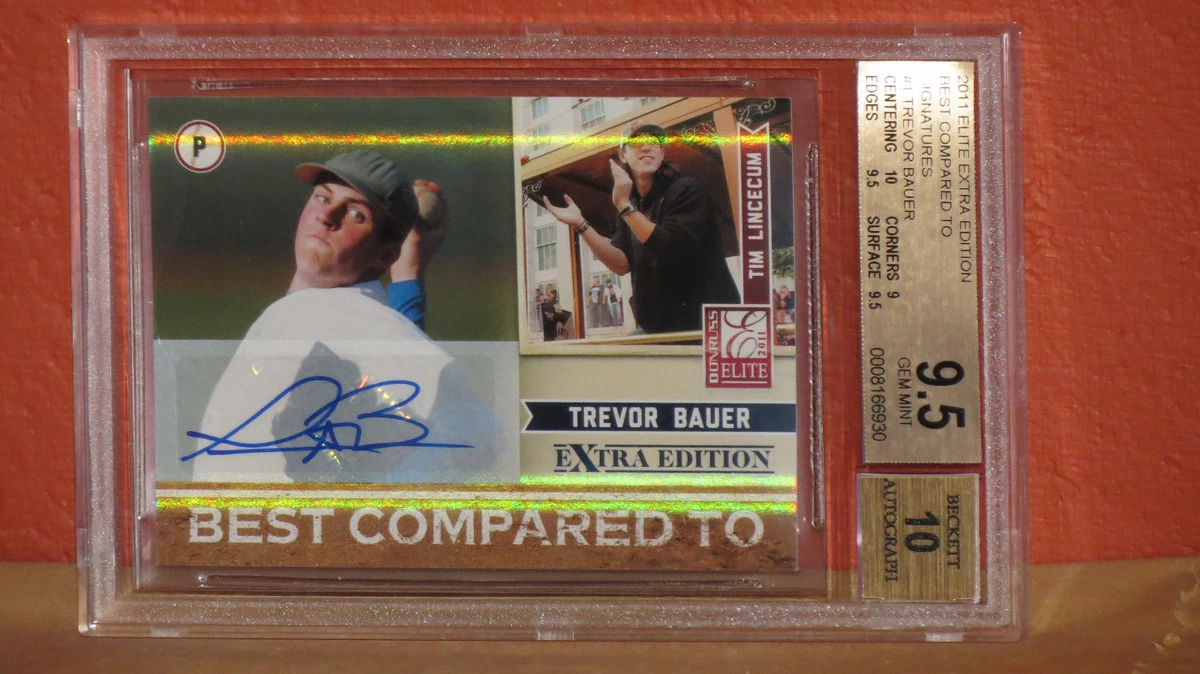 P
TIM LINCECUM
DONRUSS
ELITE
2011
TREVOR BAUER
EXTRA EDITION
BEST COMPARED TO
2011 ELITE EXTRA EDITION
BEST COMPARED TO
SIGNATURES
#1 TREVOR BAUER
CENTERING 10 CORNERS 9
EDGES 9.5 SURFACE 9.5
9.5
GEM MINT
0008166930
BECKETT
10
AUTOGRAPH